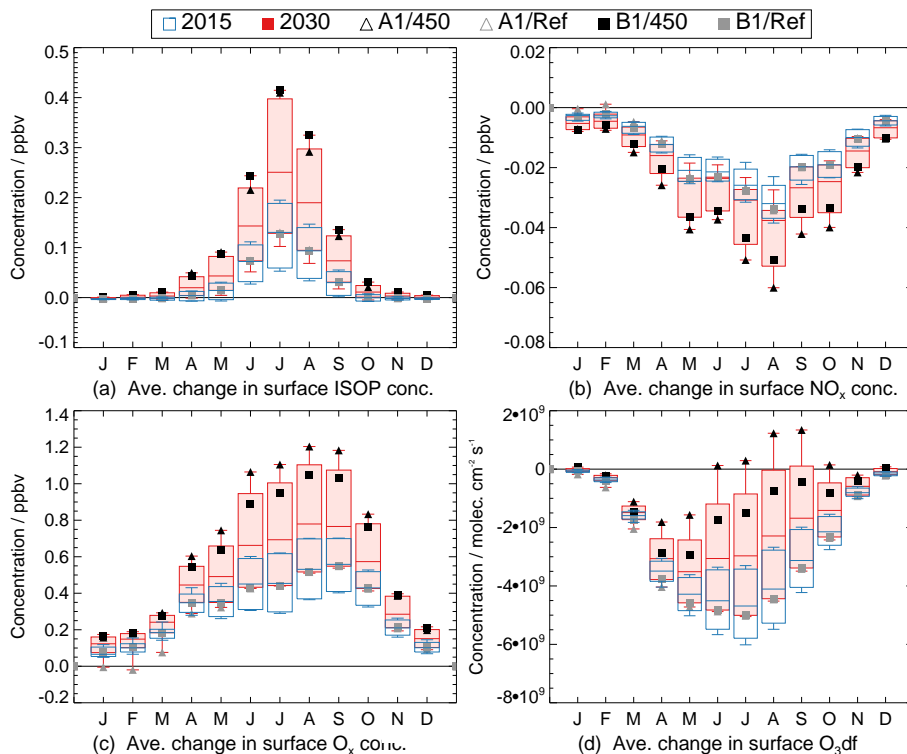 2015 2030 A1/450 A1/Ref B1/450 B1/Ref
0.5
0.4
0.3
0.2
0.1
0.0
-0.1
Concentration / ppbv
J F M A M J J A S O N D
(a) Ave. change in surface ISOP conc.
0.02
0.00
-0.02
-0.04
-0.06
-0.08
Concentration / ppbv
J F M A M J J A S O N D
(b) Ave. change in surface NOx conc.
1.4
1.2
1.0
0.8
0.6
0.4
0.2
0.0
-0.2
Concentration / ppbv
J F M A M J J A S O N D
(c) Ave. change in surface Ox conc.
2•10⁹
0
-2•10⁹
-4•10⁹
-6•10⁹
-8•10⁹
Concentration / molec. cm⁻² s⁻¹
J F M A M J J A S O N D
(d) Ave. change in surface O₃df